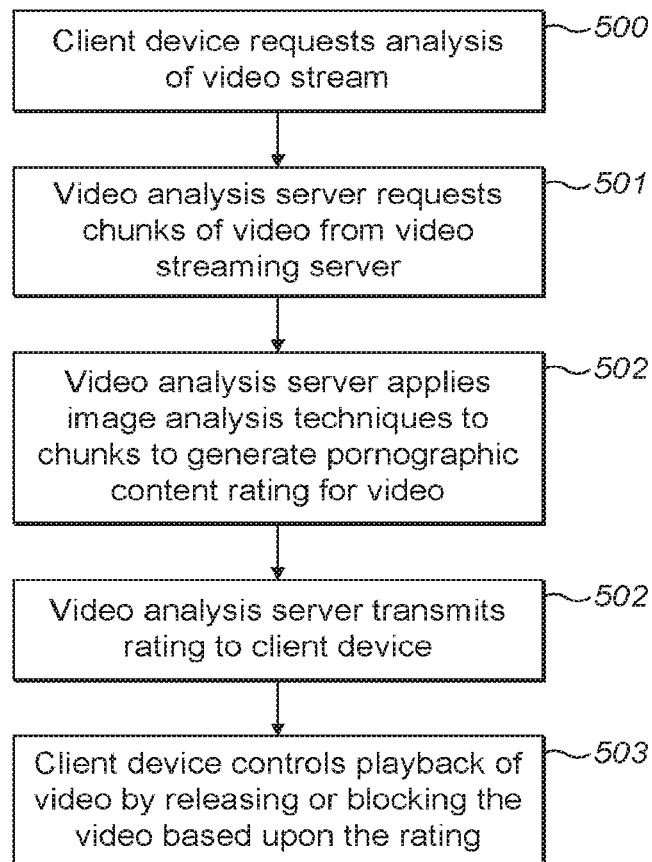 Client device requests analysis
of video stream
500
Video analysis server requests
chunks of video from video
streaming server
501
Video analysis server applies
image analysis techniques to
chunks to generate pornographic
content rating for video
502
Video analysis server transmits
rating to client device
502
Client device controls playback of
video by releasing or blocking the
video based upon the rating
503